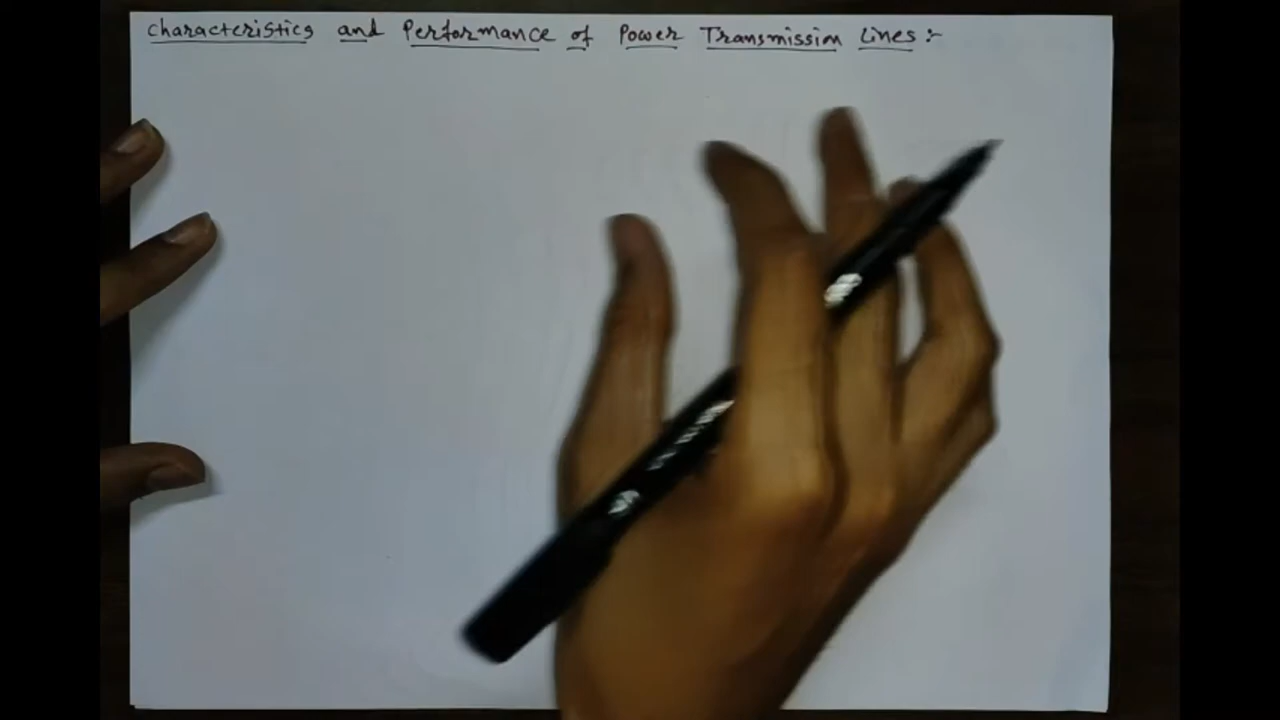 Characteristics and Performance of Power Transmission Lines :-